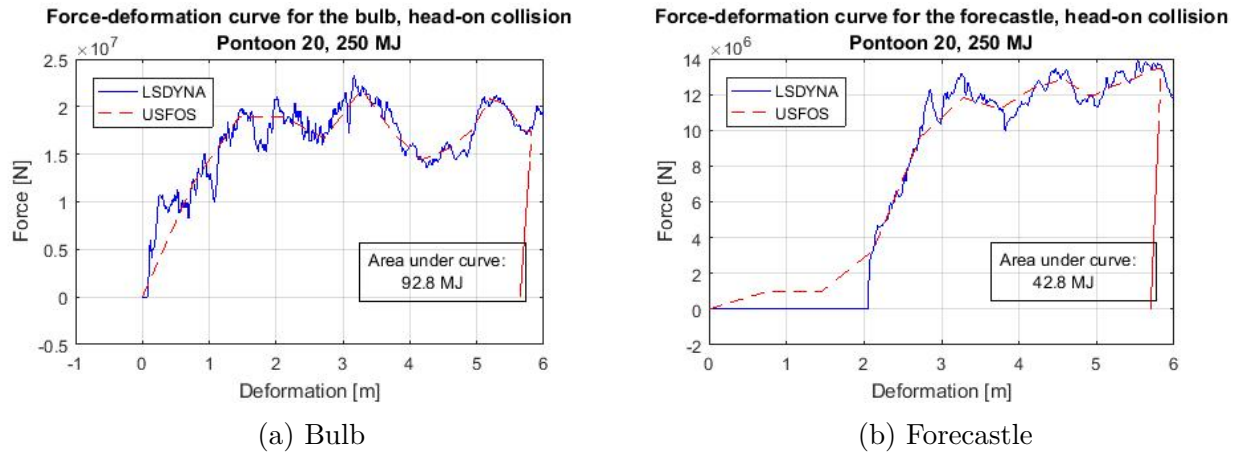 Force-deformation curve for the bulb, head-on collision
Pontoon 20, 250 MJ
×10^7
2.5
2
1.5
1
0.5
0
-0.5
Force [N]
LSDYNA
USFOS
Area under curve:
92.8 MJ
-1 0 1 2 3 4 5 6
Deformation [m]
(a) Bulb
Force-deformation curve for the forecastle, head-on collision
Pontoon 20, 250 MJ
×10^6
14
12
10
8
6
4
2
0
-2
Force [N]
LSDYNA
USFOS
Area under curve:
42.8 MJ
0 1 2 3 4 5 6
Deformation [m]
(b) Forecastle